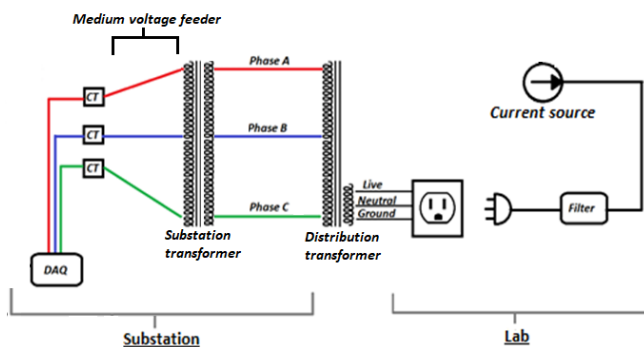 Medium voltage feeder
Phase A
CT
CT
Phase B
CT
Phase C
Current source
Live
Neutral
Ground
Filter
Substation
transformer
Distribution
transformer
DAQ
Substation
Lab